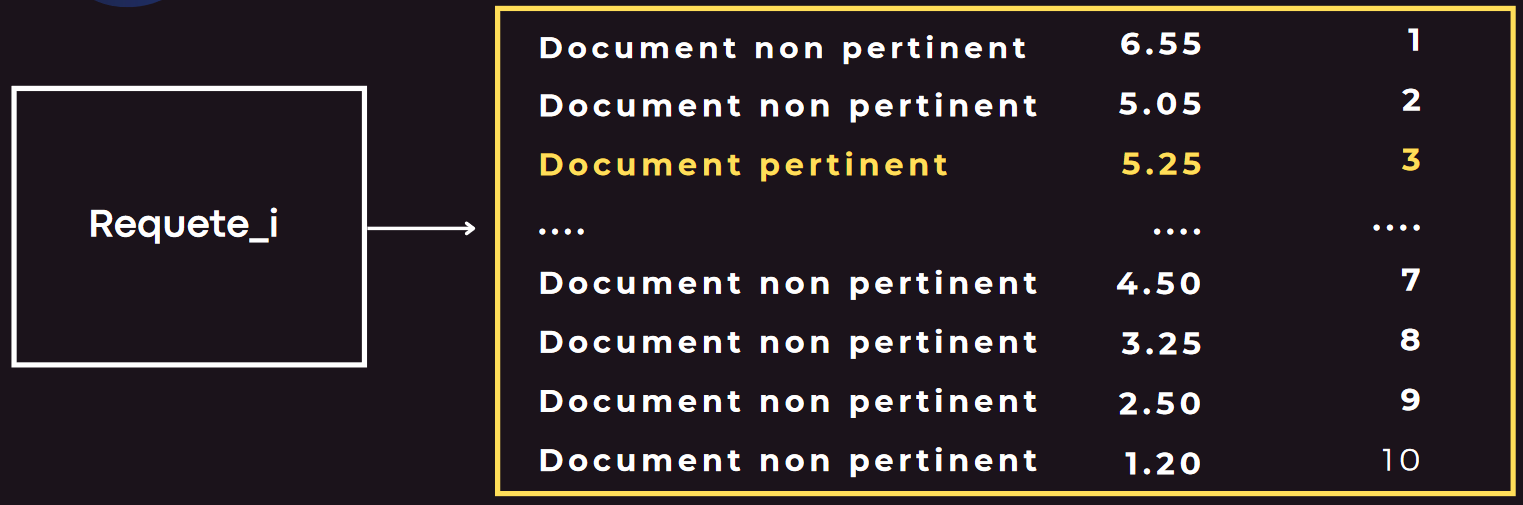 Requete_i
Document non pertinent 6.55 1
Document non pertinent 5.05 2
Document pertinent 5.25 3
.... .... ....
Document non pertinent 4.50 7
Document non pertinent 3.25 8
Document non pertinent 2.50 9
Document non pertinent 1.20 10